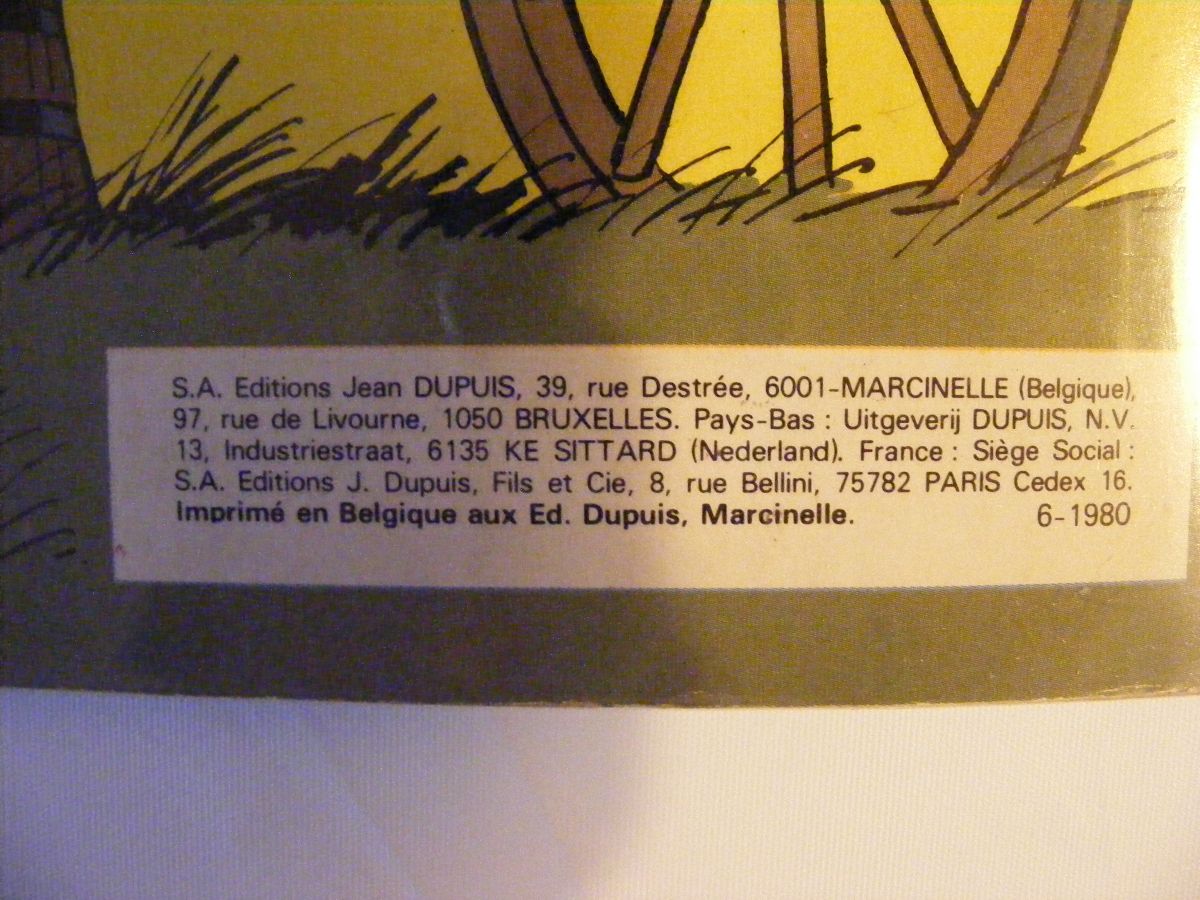 S.A. Editions Jean DUPUIS, 39, rue Destrée, 6001-MARCINELLE (Belgique),
97, rue de Livourne, 1050 BRUXELLES. Pays-Bas : Uitgeverij DUPUIS, N.V.
13, Industriestraat, 6135 KE SITTARD (Nederland). France : Siège Social :
S.A. Editions J. Dupuis, Fils et Cie, 8, rue Bellini, 75782 PARIS Cedex 16.
Imprimé en Belgique aux Ed. Dupuis, Marcinelle. 6-1980